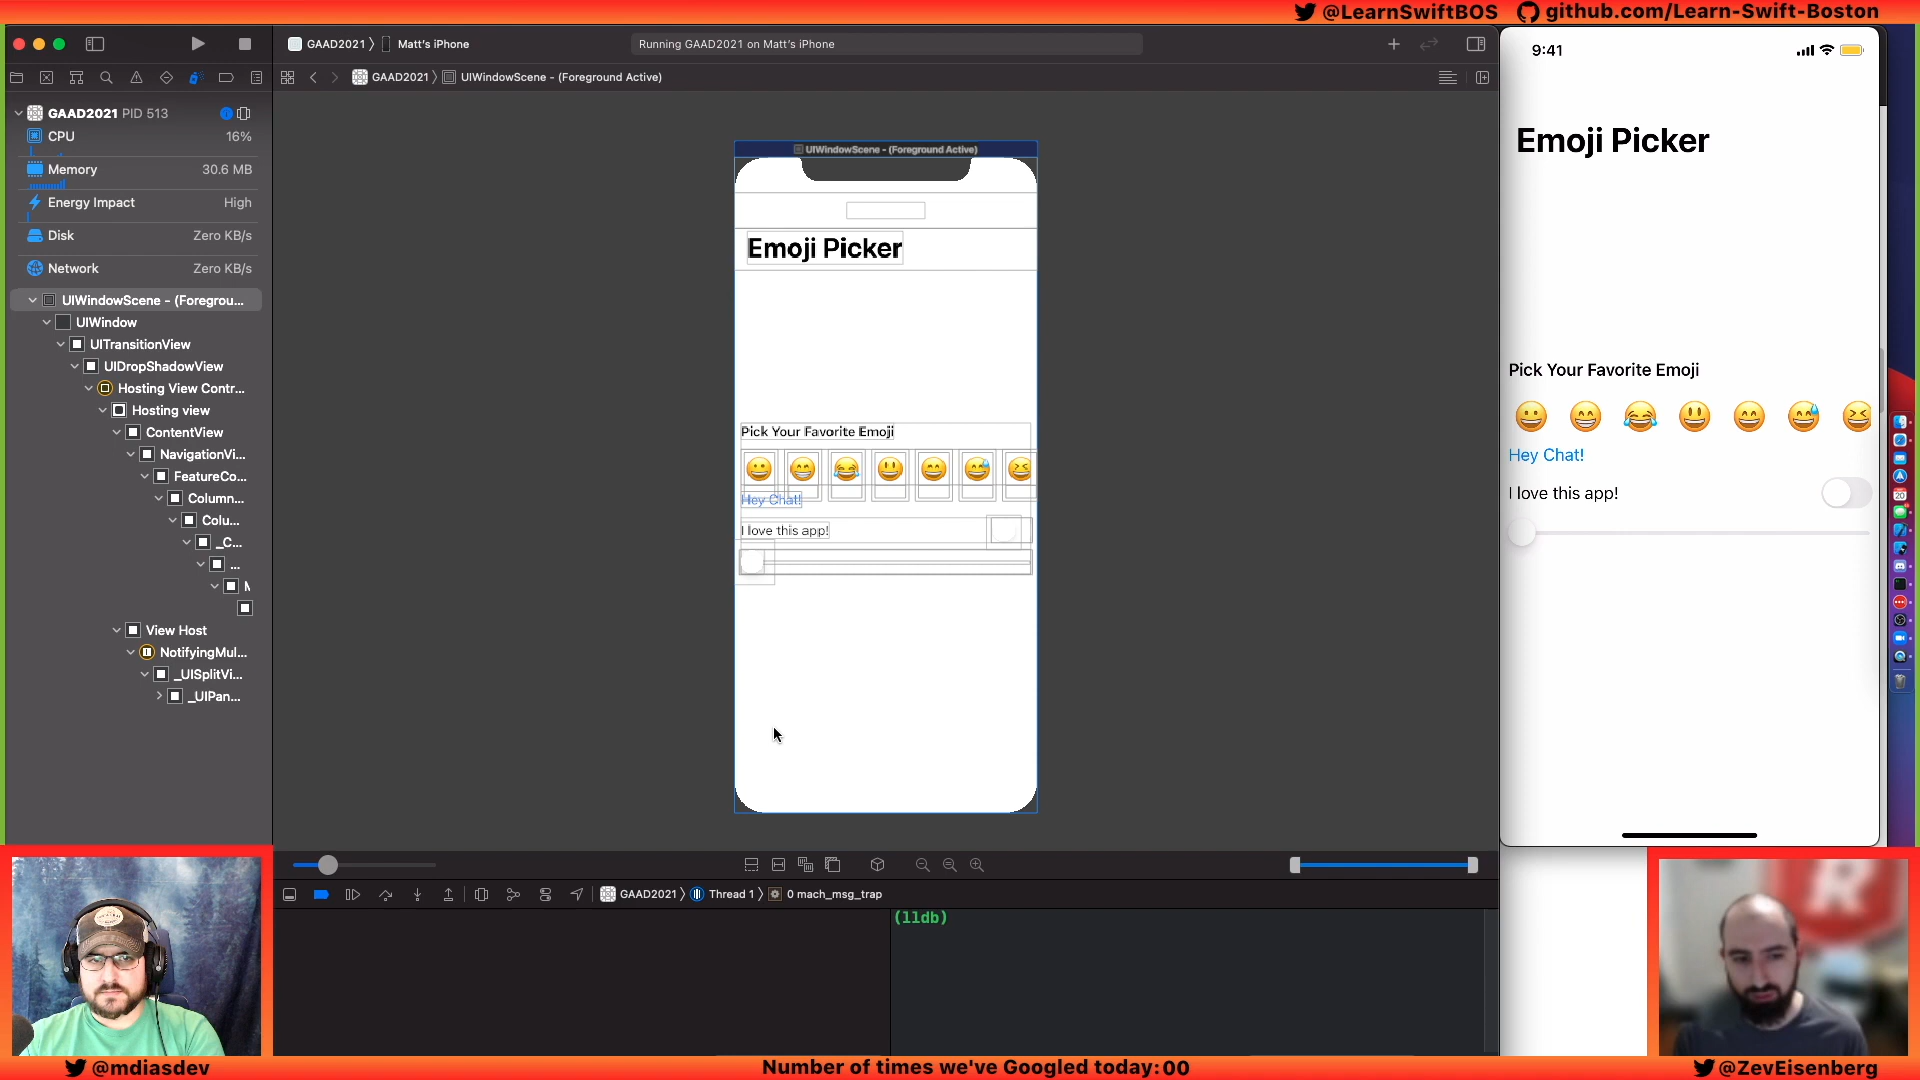 @LearnSwiftBOS
github.com/Learn-Swift-Boston
GAAD2021
Matt's iPhone
Running GAAD2021 on Matt's iPhone
GAAD2021
UIWindowScene - (Foreground Active)
GAAD2021 PID 513
CPU
16%
Memory
30.6 MB
Energy Impact
High
Disk
Zero KB/s
Network
Zero KB/s
UIWindowScene - (Foregrou...
UIWindow
UITransitionView
UIDropShadowView
Hosting View Contr...
Hosting view
ContentView
NavigationVi...
FeatureCo...
Column...
Colu...
_C...
...
View Host
NotifyingMul...
_UISplitVi...
_UIPan...
UIWindowScene - (Foreground Active)
Emoji Picker
Pick Your Favorite Emoji
Hey Chat!
I love this app!
GAAD2021
Thread 1
0 mach_msg_trap
(lldb)
9:41
Emoji Picker
Pick Your Favorite Emoji
Hey Chat!
I love this app!
@mdiasdev
Number of times we've Googled today: 00
@ZevEisenberg